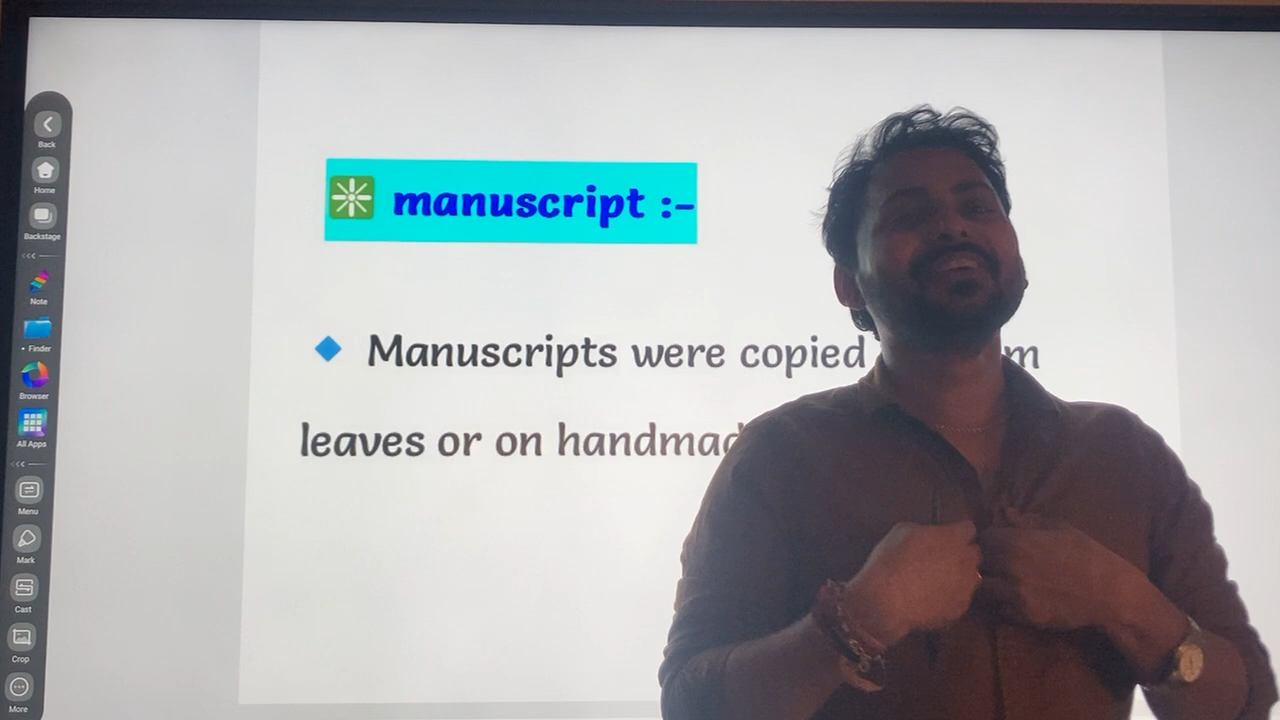 manuscript :-
Manuscripts were copied
leaves or on
Back
Home
Backstage
Note
Finder
Browser
All Apps
Menu
Mark
Cast
Crop
More